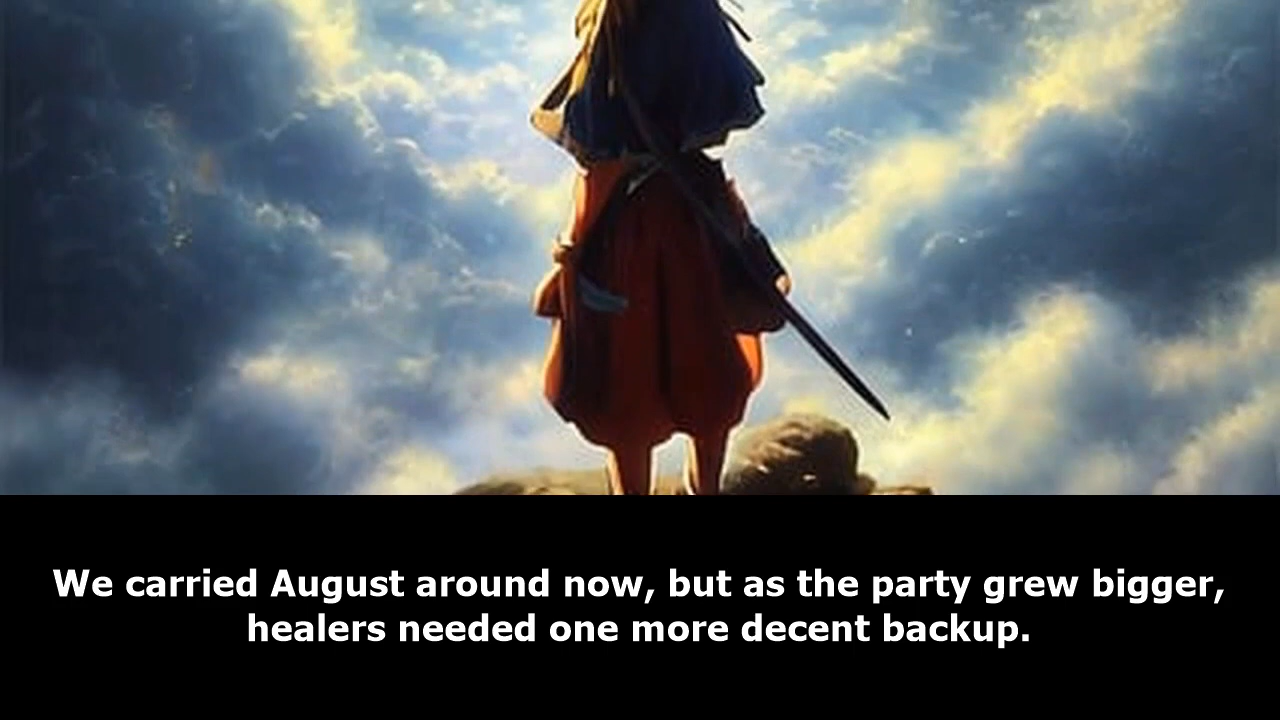 We carried August around now, but as the party grew bigger,
healers needed one more decent backup.